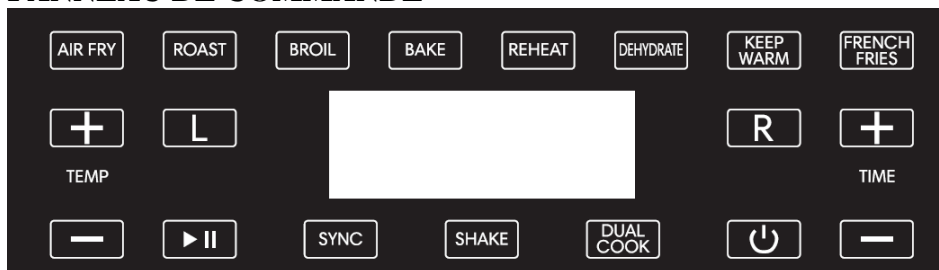 PANNEAU DE COMMANDE
AIR FRY ROAST BROIL BAKE REHEAT DEHYDRATE KEEP WARM FRENCH FRIES
+ L R +
TEMP TIME
− SYNC SHAKE DUAL COOK −